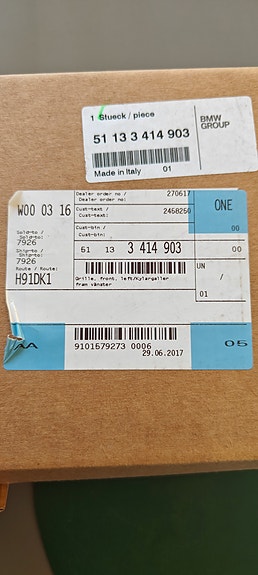 1 Stueck / piece
BMW
GROUP
51 13 3 414 903
Made in Italy 01
W00 03 16
Dealer order no /
Dealer order no:
270617
ONE
Cust-text /
Cust-text:
2458250
Sold-to /
Sold-to:
7926
Cust-btn /
Cust-btn:
00
Ship-to /
Ship-to:
7926
61 13 3 414 903
00
Route / Route:
H91DK1
UN
/
01
Grille, front, left/Kylargaller
fram vänster
AA
9101579273 0006
29.06.2017
05